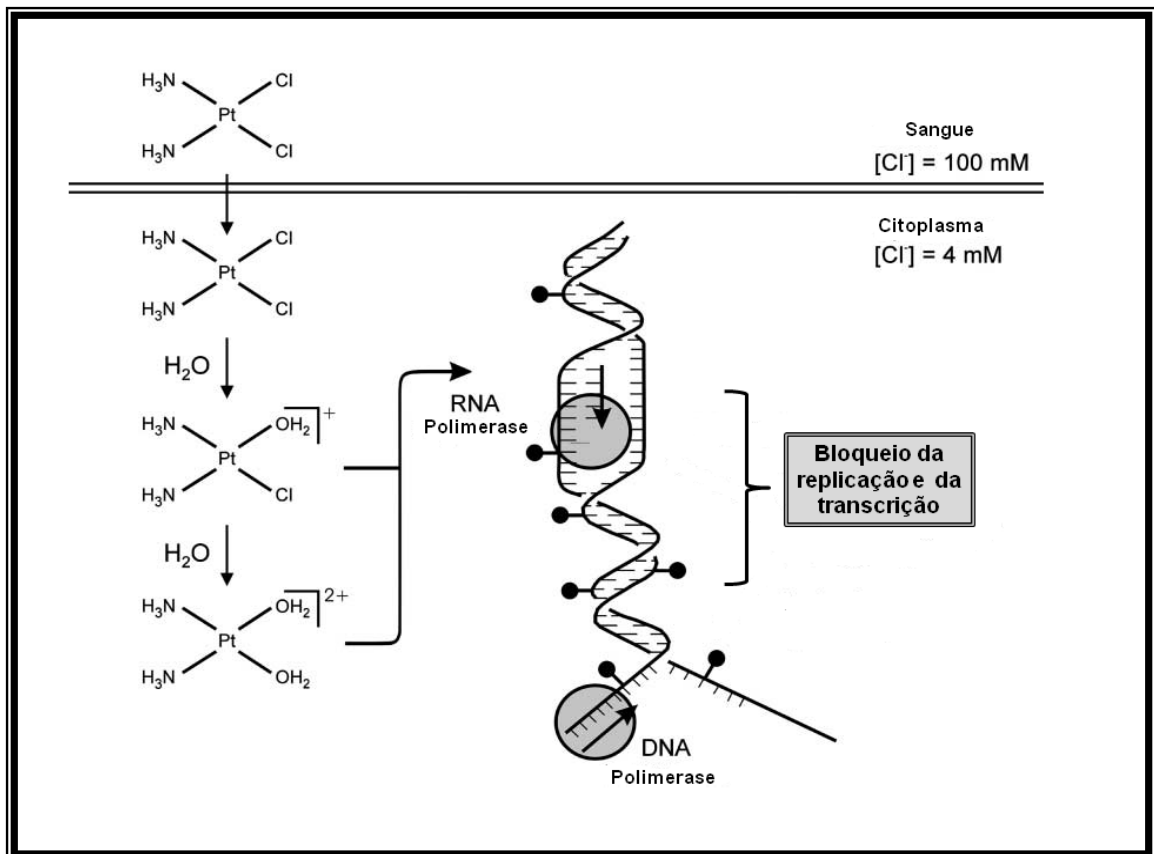 H₃N Cl
Pt
H₃N Cl
Sangue
[Cl⁻] = 100 mM
H₃N Cl
Pt
H₃N Cl
Citoplasma
[Cl⁻] = 4 mM
H₂O
H₃N OH₂ +
Pt
H₃N Cl
H₂O
H₃N OH₂ 2+
Pt
H₃N OH₂
RNA
Polimerase
Bloqueio da
replicação e da
transcrição
DNA
Polimerase